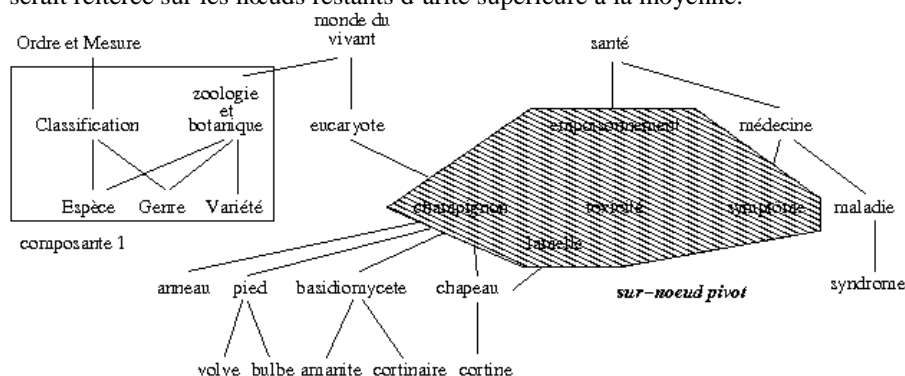 serait réitérée sur les nœuds restants d'arité supérieure à la moyenne.
monde du
vivant
Ordre et Mesure
santé
zoologie
et
botanique
Classification
eucaryote
empoisonnement
médecine
Espèce Genre Variété
champignon
toxicité
symptôme
maladie
composante 1
lamelle
anneau pied basidiomycete chapeau
sur-noeud pivot
syndrome
volve bulbe amanite cortinaire cortine